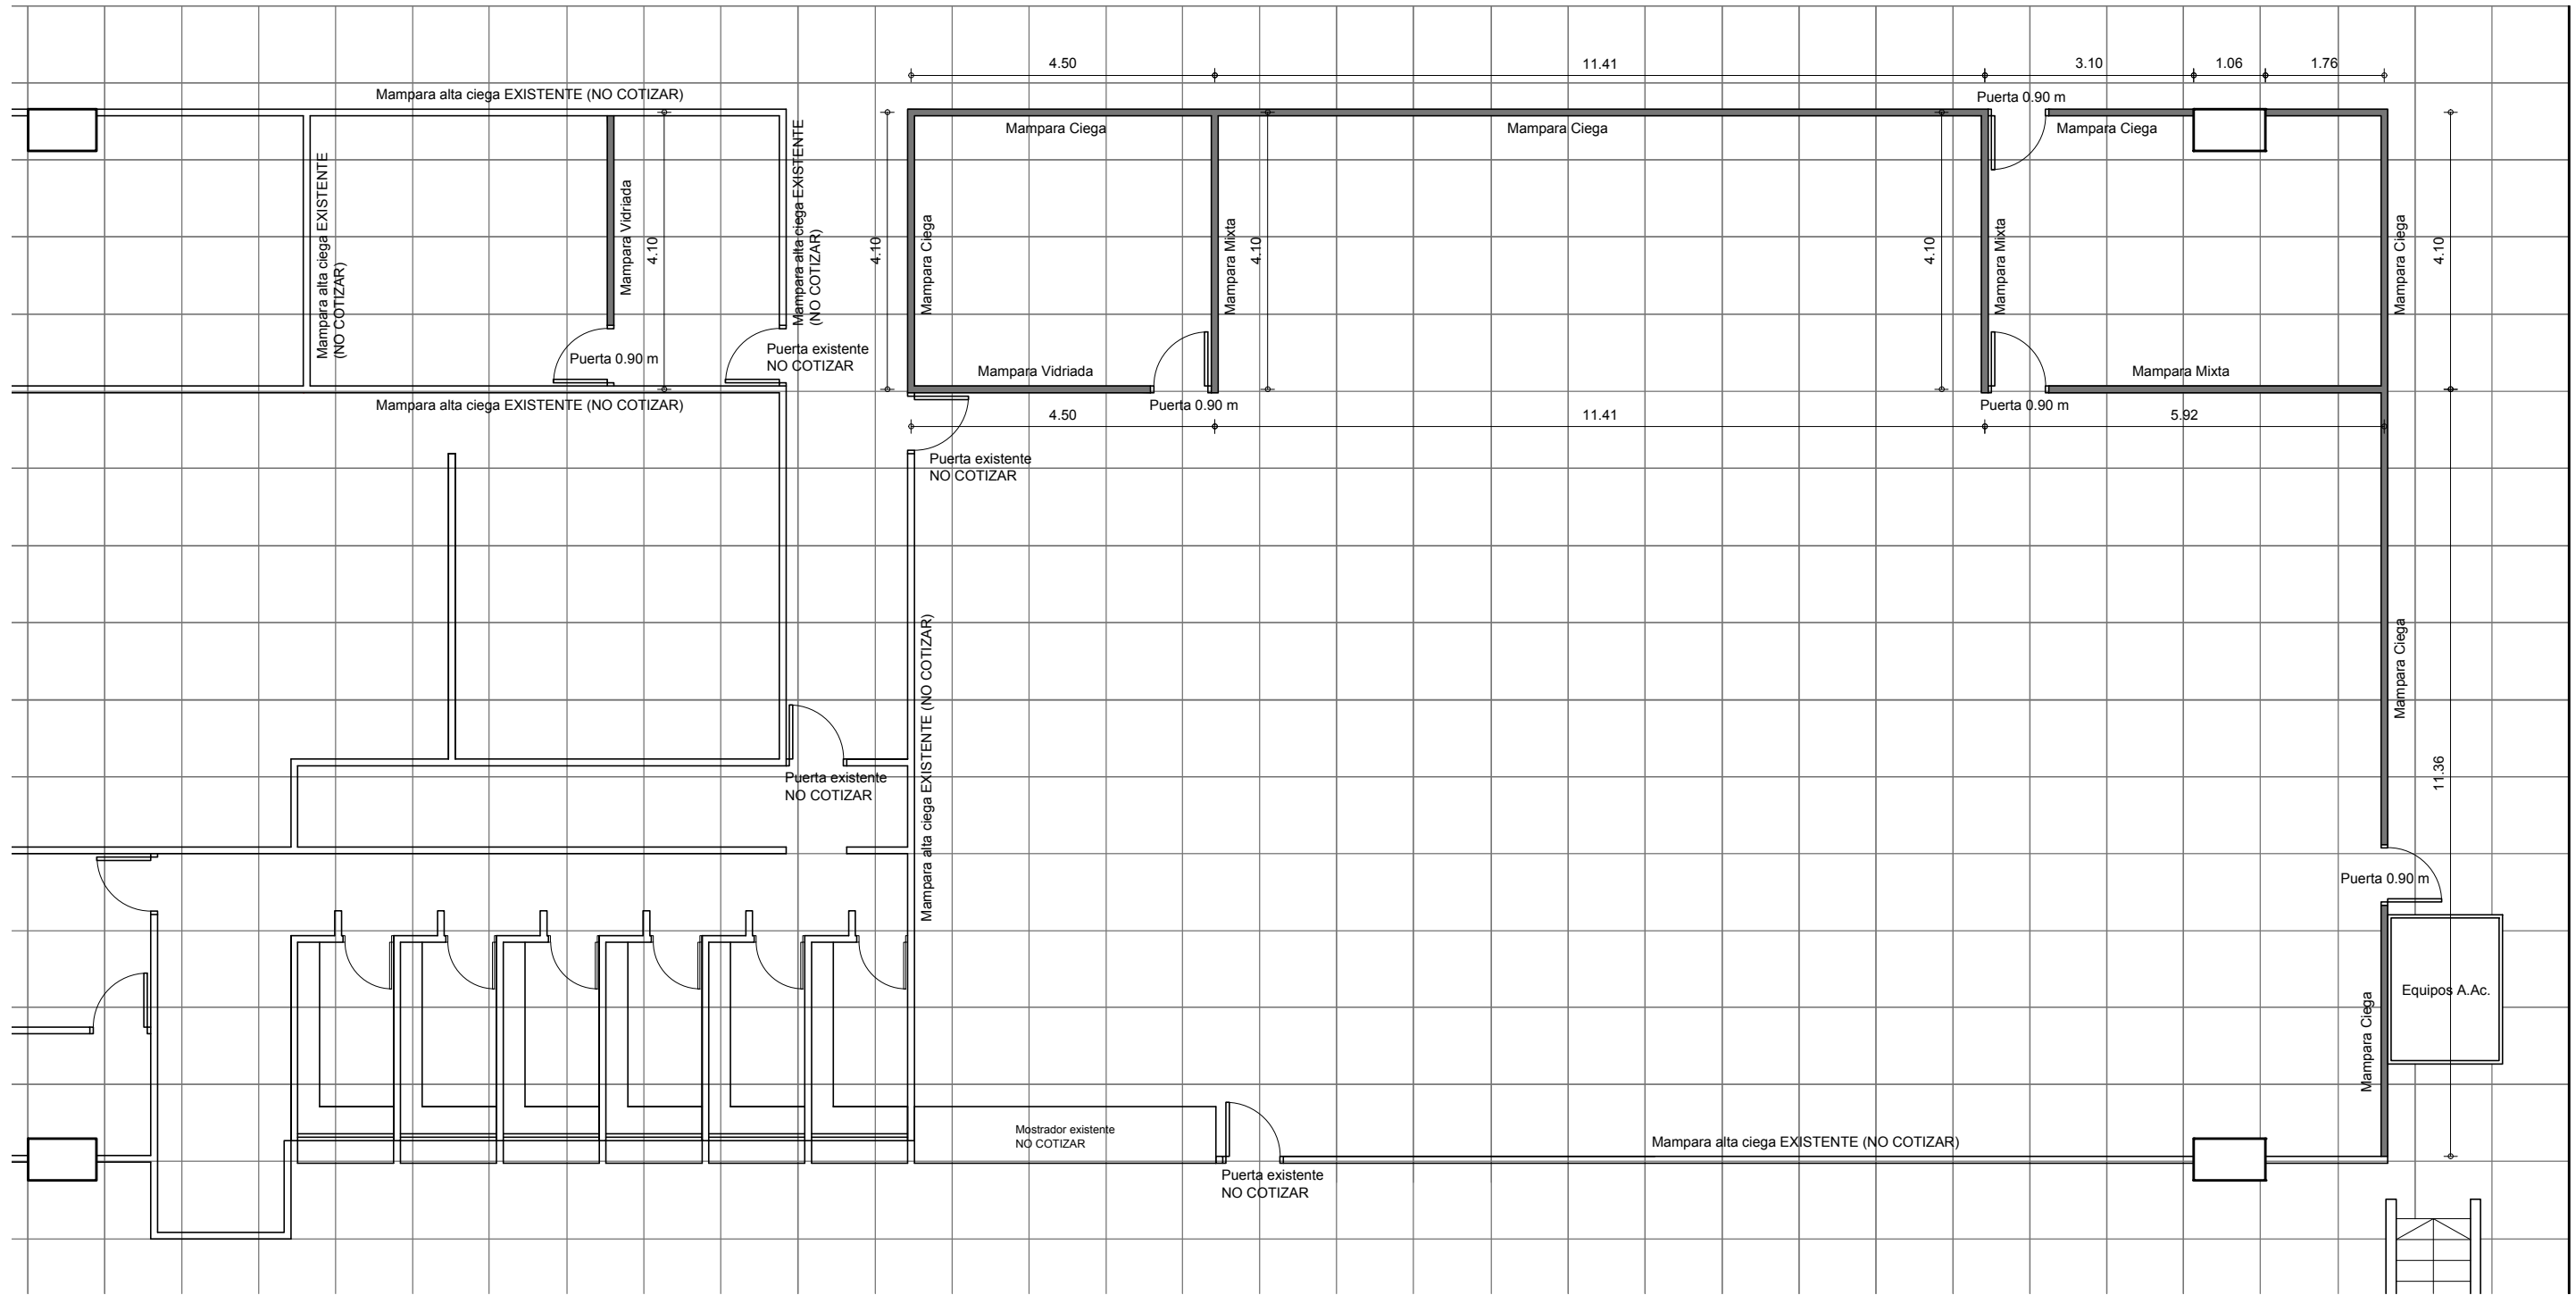 4.50
11.41
3.10
1.06
1.76
Mampara alta ciega EXISTENTE (NO COTIZAR)
Puerta 0.90 m
Mampara Ciega
Mampara Ciega
Mampara Ciega
Mampara alta ciega EXISTENTE
(NO COTIZAR)
Mampara Vidriada
4.10
Mampara alta ciega EXISTENTE
(NO COTIZAR)
4.10
Mampara Ciega
Mampara Mixta
4.10
4.10
Mampara Mixta
Mampara Ciega
4.10
Puerta 0.90 m
Puerta existente
NO COTIZAR
Mampara Vidriada
Mampara Mixta
Mampara alta ciega EXISTENTE (NO COTIZAR)
Puerta 0.90 m
Puerta 0.90 m
4.50
11.41
5.92
Puerta existente
NO COTIZAR
Mampara alta ciega EXISTENTE (NO COTIZAR)
Mampara Ciega
11.36
Puerta existente
NO COTIZAR
Puerta 0.90 m
Mampara Ciega
Equipos A.Ac.
Mostrador existente
NO COTIZAR
Mampara alta ciega EXISTENTE (NO COTIZAR)
Puerta existente
NO COTIZAR